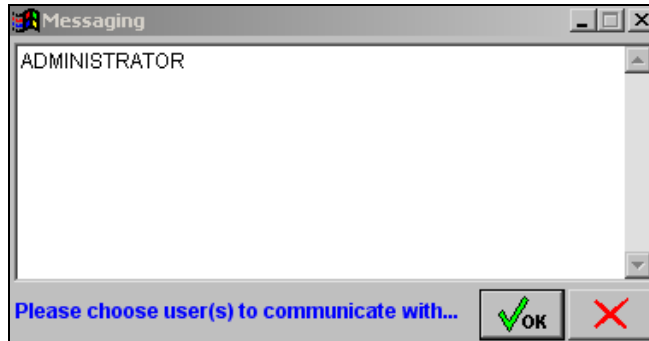 Messaging
ADMINISTRATOR
Please choose user(s) to communicate with...
OK